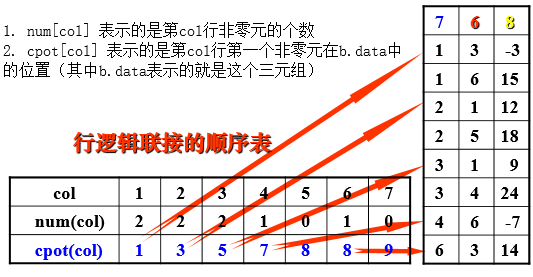 1. num[col] 表示的是第col行非零元的个数
2. cpot[col] 表示的是第col行第一个非零元在b.data中
的位置（其中b.data表示的就是这个三元组）
7 6 8
1 3 -3
1 6 15
2 1 12
2 5 18
3 1 9
3 4 24
4 6 -7
6 3 14
行逻辑联接的顺序表
col 1 2 3 4 5 6 7
num(col) 2 2 2 1 0 1 0
cpot(col) 1 3 5 7 8 8 9